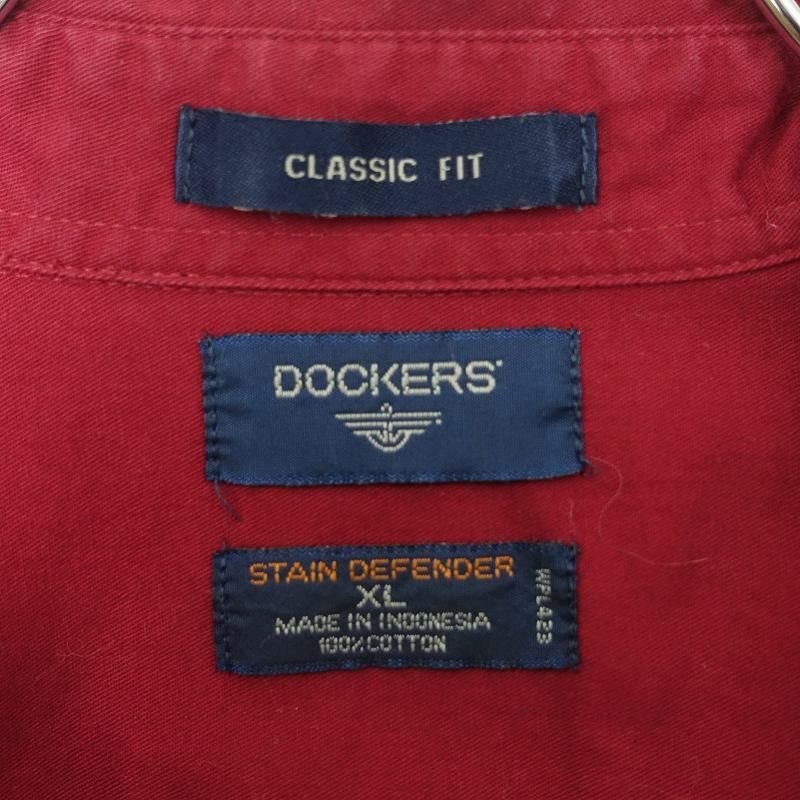 CLASSIC FIT
DOCKERS
STAIN DEFENDER
XL
MADE IN INDONESIA
100% COTTON
WPL423